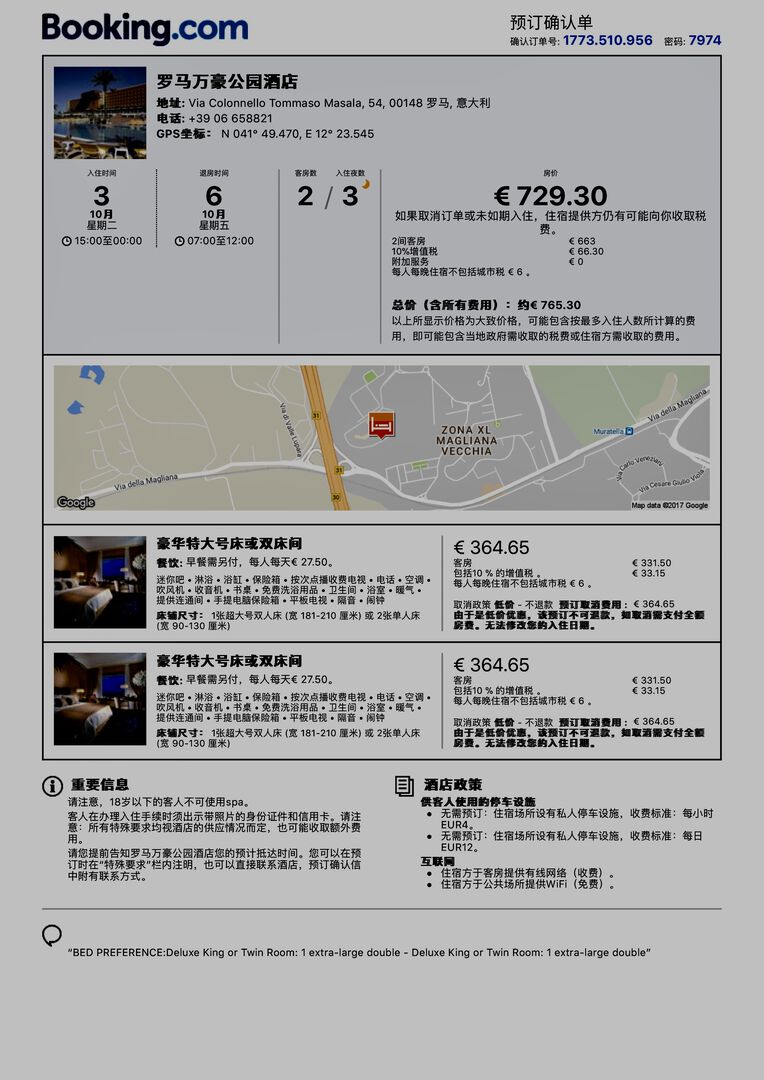 Booking.com
预订确认单
确认订单号: 1773.510.956 密码: 7974
罗马万豪公园酒店
地址: Via Colonnello Tommaso Masala, 54, 00148 罗马, 意大利
电话: +39 06 658821
GPS坐标： N 041° 49.470, E 12° 23.545
入住时间
3
10月
星期二
15:00至00:00
退房时间
6
10月
星期五
07:00至12:00
客房数 入住夜数
2 / 3
房价
€ 729.30
如果取消订单或未如期入住，住宿提供方仍有可能向你收取税
费。
2间客房 € 663
10%增值税 € 66.30
附加服务 € 0
每人每晚住宿不包括城市税 € 6 。
总价（含所有费用）：约€ 765.30
以上所显示价格为大致价格，可能包含按最多入住人数所计算的费
用，即可能包含当地政府需收取的税费或住宿方需收取的费用。
Via di Valle Lupara
31
31
30
ZONA XL
MAGLIANA
VECCHIA
Muratella
Via della Magliana
Via della Magliana
Via Carlo Veneziani
Via Cesare Giulio Viola
Google
Map data ©2017 Google
豪华特大号床或双床间
餐饮: 早餐需另付，每人每天€ 27.50。
迷你吧 • 淋浴 • 浴缸 • 保险箱 • 按次点播收费电视 • 电话 • 空调 •
吹风机 • 收音机 • 书桌 • 免费洗浴用品 • 卫生间 • 浴室 • 暖气 •
提供连通间 • 手提电脑保险箱 • 平板电视 • 隔音 • 闹钟
床铺尺寸： 1张超大号双人床 (宽 181-210 厘米) 或 2张单人床
(宽 90-130 厘米)
€ 364.65
客房 € 331.50
包括10 % 的增值税 。 € 33.15
每人每晚住宿不包括城市税 € 6 。
取消政策 低价 - 不退款 预订取消费用： € 364.65
由于是低价优惠，该预订不可退款，如取消需支付全额
房费。无法修改您的入住日期。
豪华特大号床或双床间
餐饮: 早餐需另付，每人每天€ 27.50。
迷你吧 • 淋浴 • 浴缸 • 保险箱 • 按次点播收费电视 • 电话 • 空调 •
吹风机 • 收音机 • 书桌 • 免费洗浴用品 • 卫生间 • 浴室 • 暖气 •
提供连通间 • 手提电脑保险箱 • 平板电视 • 隔音 • 闹钟
床铺尺寸： 1张超大号双人床 (宽 181-210 厘米) 或 2张单人床
(宽 90-130 厘米)
€ 364.65
客房 € 331.50
包括10 % 的增值税 。 € 33.15
每人每晚住宿不包括城市税 € 6 。
取消政策 低价 - 不退款 预订取消费用： € 364.65
由于是低价优惠，该预订不可退款，如取消需支付全额
房费。无法修改您的入住日期。
重要信息
请注意，18岁以下的客人不可使用spa。
客人在办理入住手续时须出示带照片的身份证件和信用卡。请注
意：所有特殊要求均视酒店的供应情况而定，也可能收取额外费
用。
请您提前告知罗马万豪公园酒店您的预计抵达时间。您可以在预
订时在“特殊要求”栏内注明，也可以直接联系酒店，预订确认信
中附有联系方式。
酒店政策
供客人使用的停车设施
• 无需预订：住宿场所设有私人停车设施，收费标准：每小时
EUR4。
• 无需预订：住宿场所设有私人停车设施，收费标准：每日
EUR12。
互联网
• 住宿方于客房提供有线网络（收费）。
• 住宿方于公共场所提供WiFi（免费）。
“BED PREFERENCE:Deluxe King or Twin Room: 1 extra-large double - Deluxe King or Twin Room: 1 extra-large double”